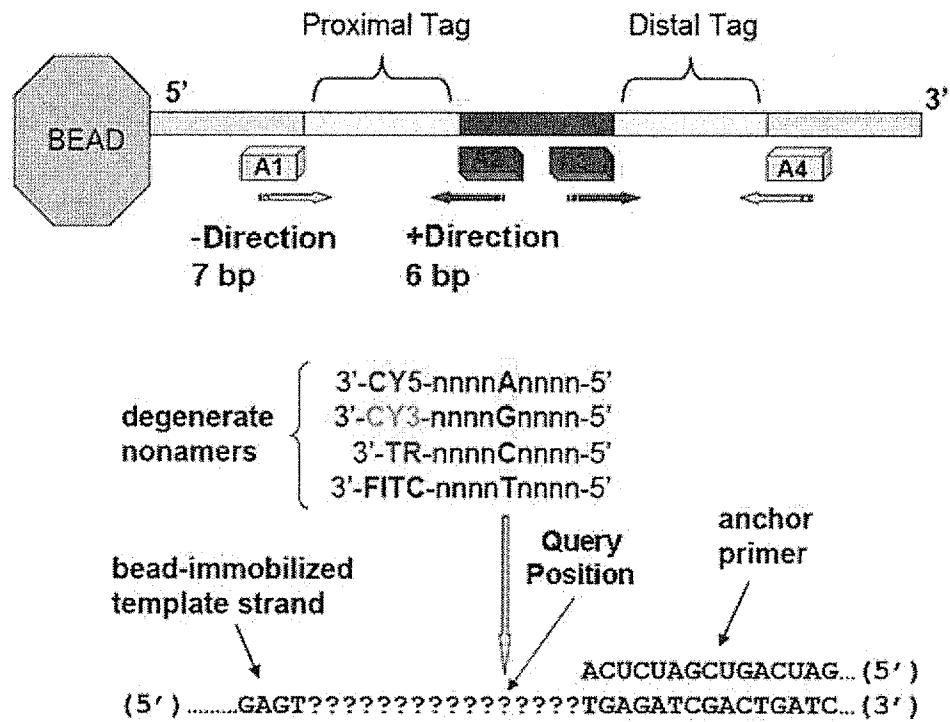 Proximal Tag Distal Tag
5' 3'
BEAD
A1 A2 A3 A4
-Direction +Direction
7 bp 6 bp
degenerate
nonamers
3'-CY5-nnnnAnnnn-5'
3'-CY3-nnnnGnnnn-5'
3'-TR-nnnnCnnnn-5'
3'-FITC-nnnnTnnnn-5'
bead-immobilized
template strand
Query
Position
anchor
primer
ACUCUAGCUGACUAG...(5')
(5').........GAGT????????????????TGAGATCGACTGATC...(3')